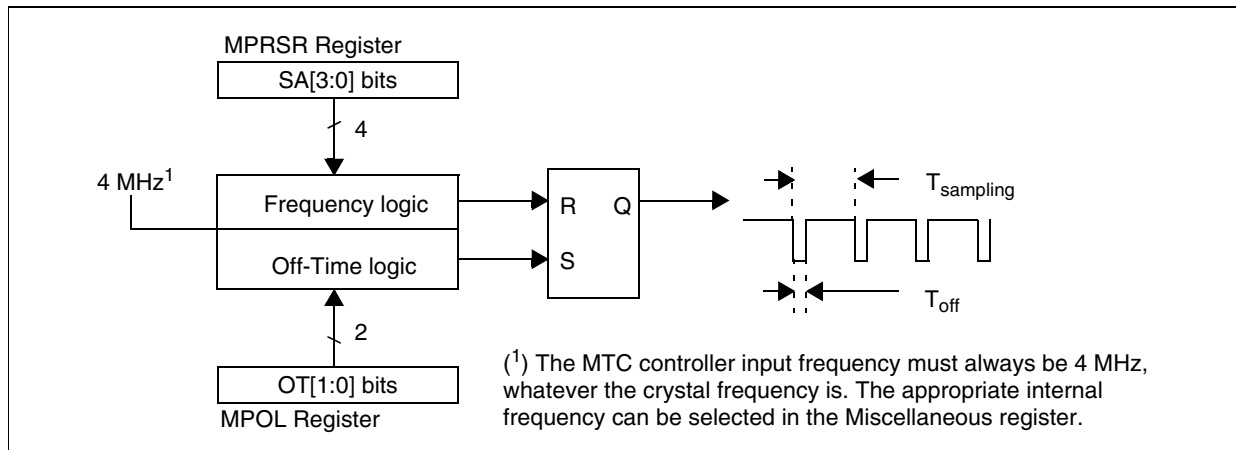 MPRSR Register
SA[3:0] bits
4
4 MHz¹
Frequency logic
Off-Time logic
R
Q
S
T_sampling
T_off
2
OT[1:0] bits
MPOL Register
(¹) The MTC controller input frequency must always be 4 MHz,
whatever the crystal frequency is. The appropriate internal
frequency can be selected in the Miscellaneous register.